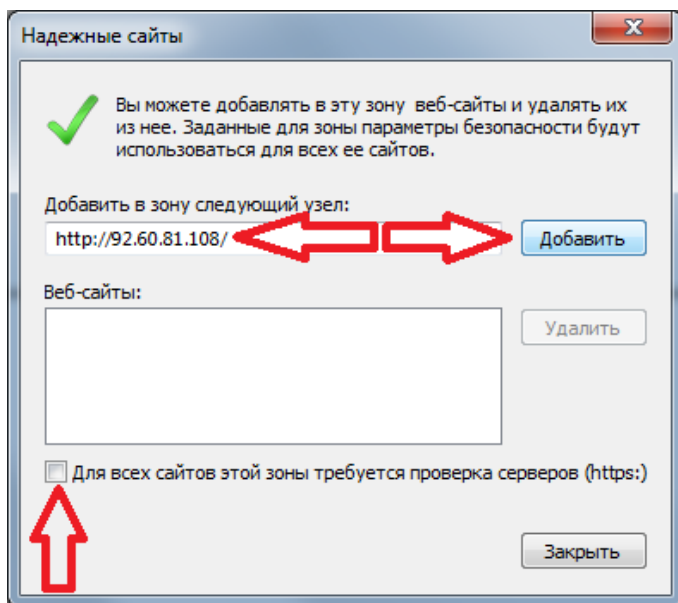 Надежные сайты
Вы можете добавлять в эту зону веб-сайты и удалять их
из нее. Заданные для зоны параметры безопасности будут
использоваться для всех ее сайтов.
Добавить в зону следующий узел:
http://92.60.81.108/
Добавить
Веб-сайты:
Удалить
Для всех сайтов этой зоны требуется проверка серверов (https:)
Закрыть